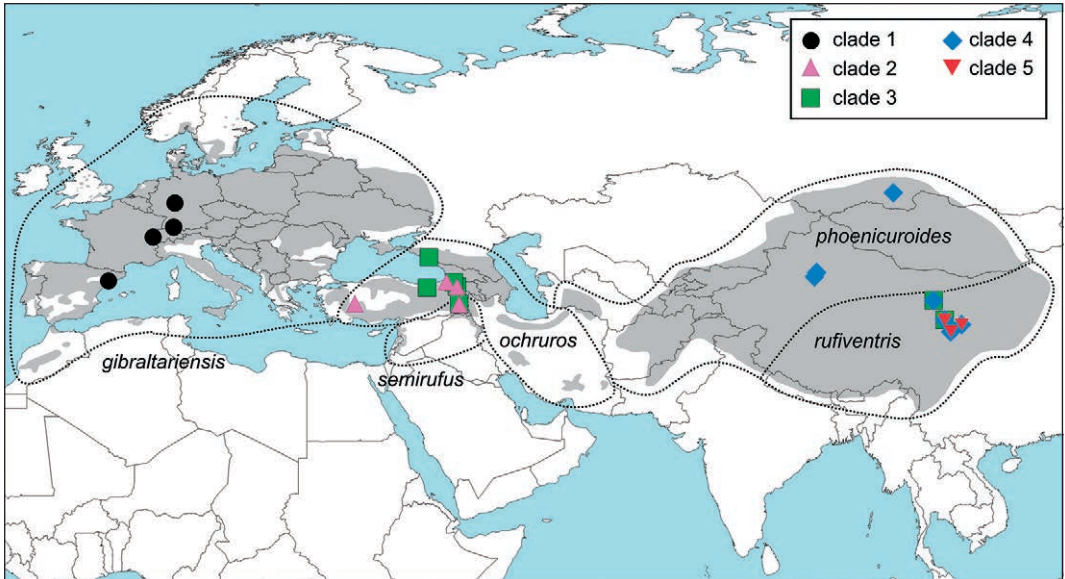 clade 1
clade 2
clade 3
clade 4
clade 5
phoenicuroides
gibraltariensis
semirufus
ochruros
rufiventris